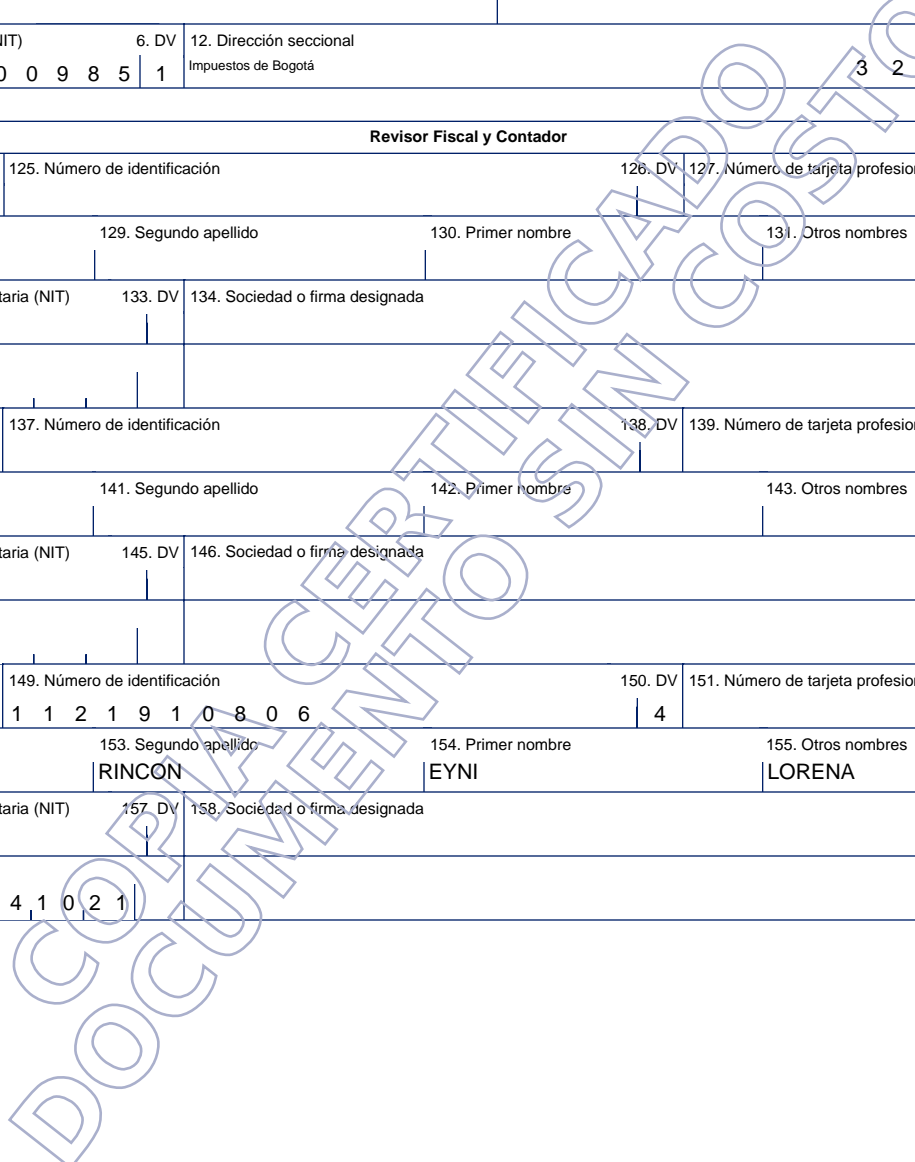 NIT) 6. DV 12. Dirección seccional
0 0 9 8 5 1 Impuestos de Bogotá 3 2
Revisor Fiscal y Contador
125. Número de identificación 126. DV 127. Número de tarjeta profesion
129. Segundo apellido 130. Primer nombre 131. Otros nombres
taria (NIT) 133. DV 134. Sociedad o firma designada
137. Número de identificación 138. DV 139. Número de tarjeta profesion
141. Segundo apellido 142. Primer nombre 143. Otros nombres
taria (NIT) 145. DV 146. Sociedad o firma designada
149. Número de identificación 150. DV 151. Número de tarjeta profesion
1 1 2 1 9 1 0 8 0 6 4
153. Segundo apellido 154. Primer nombre 155. Otros nombres
RINCON EYNI LORENA
taria (NIT) 157. DV 158. Sociedad o firma designada
4 1 0 2 1
COPIA CERTIFICADO
DOCUMENTO SIN COSTO